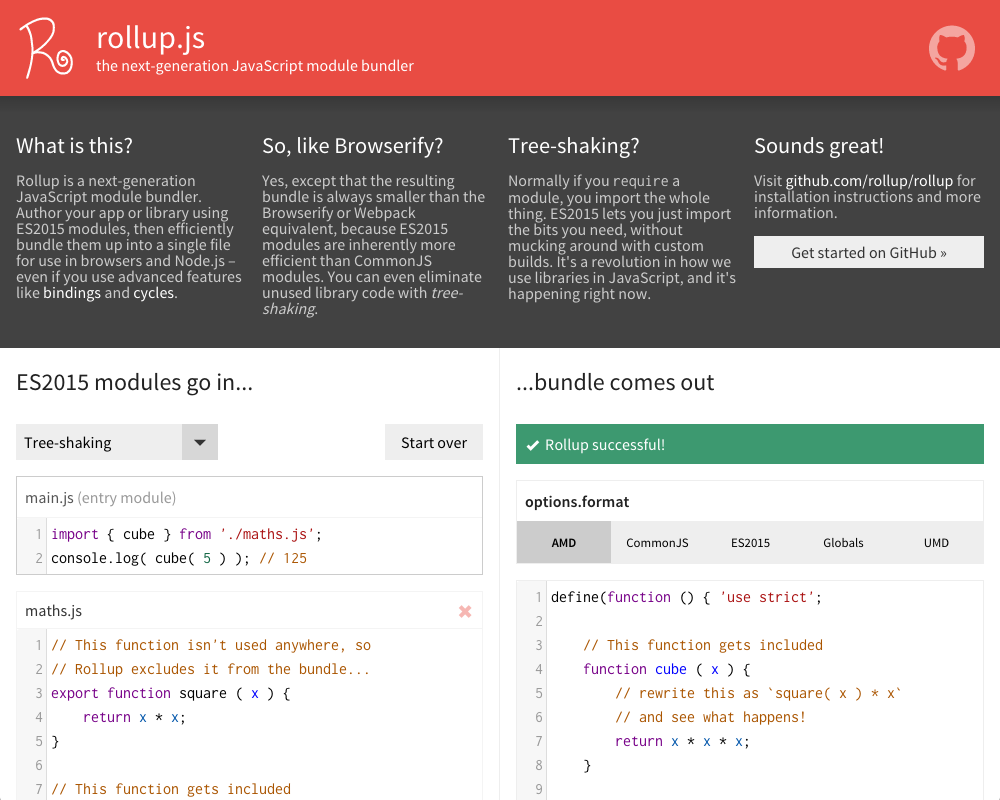 rollup.js
the next-generation JavaScript module bundler
What is this?
Rollup is a next-generation
JavaScript module bundler.
Author your app or library using
ES2015 modules, then efficiently
bundle them up into a single file
for use in browsers and Node.js –
even if you use advanced features
like bindings and cycles.
So, like Browserify?
Yes, except that the resulting
bundle is always smaller than the
Browserify or Webpack
equivalent, because ES2015
modules are inherently more
efficient than CommonJS
modules. You can even eliminate
unused library code with tree-
shaking.
Tree-shaking?
Normally if you require a
module, you import the whole
thing. ES2015 lets you just import
the bits you need, without
mucking around with custom
builds. It's a revolution in how we
use libraries in JavaScript, and it's
happening right now.
Sounds great!
Visit github.com/rollup/rollup for
installation instructions and more
information.
Get started on GitHub »
ES2015 modules go in...
Tree-shaking
Start over
main.js (entry module)
1 import { cube } from './maths.js';
2 console.log( cube( 5 ) ); // 125
maths.js
1 // This function isn't used anywhere, so
2 // Rollup excludes it from the bundle...
3 export function square ( x ) {
4     return x * x;
5 }
6
7 // This function gets included
...bundle comes out
Rollup successful!
options.format
AMD CommonJS ES2015 Globals UMD
1 define(function () { 'use strict';
2
3     // This function gets included
4     function cube ( x ) {
5         // rewrite this as `square( x ) * x`
6         // and see what happens!
7         return x * x * x;
8     }
9